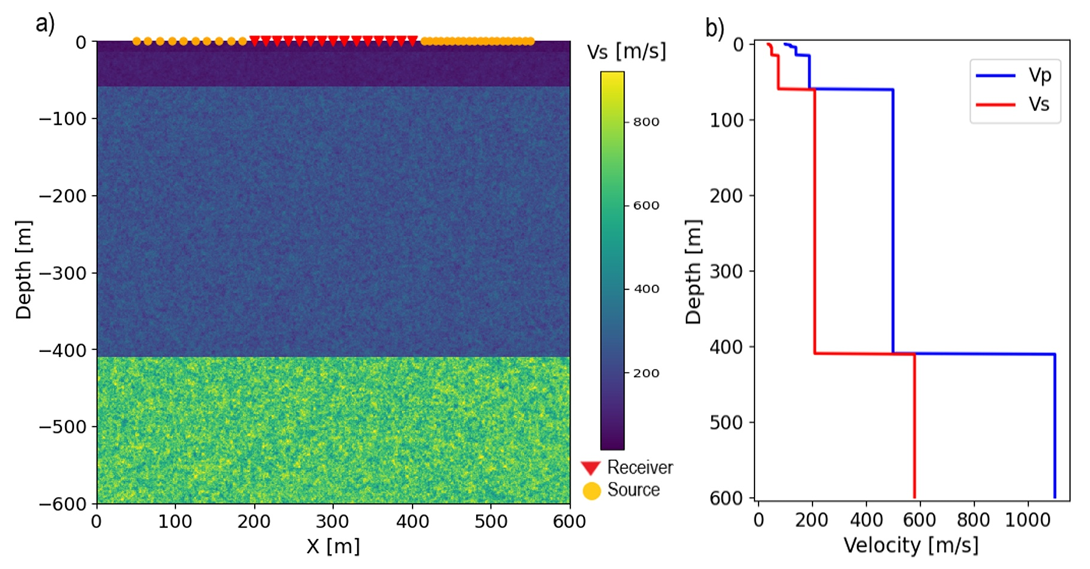 a)
0
−100
−200
−300
−400
−500
−600
Depth [m]
0 100 200 300 400 500 600
X [m]
Vs [m/s]
800
600
400
200
Receiver
Source
b)
0
100
200
300
400
500
600
Depth [m]
Vp
Vs
0 200 400 600 800 1000
Velocity [m/s]